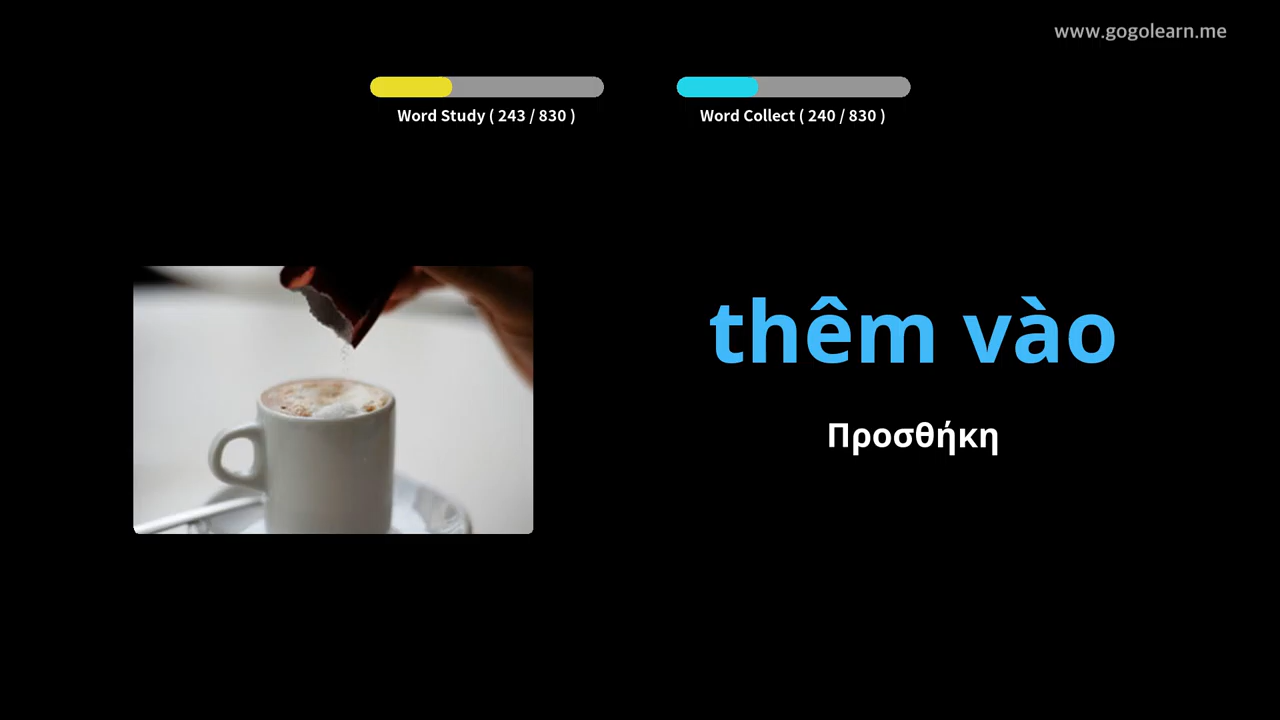 www.gogolearn.me
Word Study ( 243 / 830 )
Word Collect ( 240 / 830 )
thêm vào
Προσθήκη